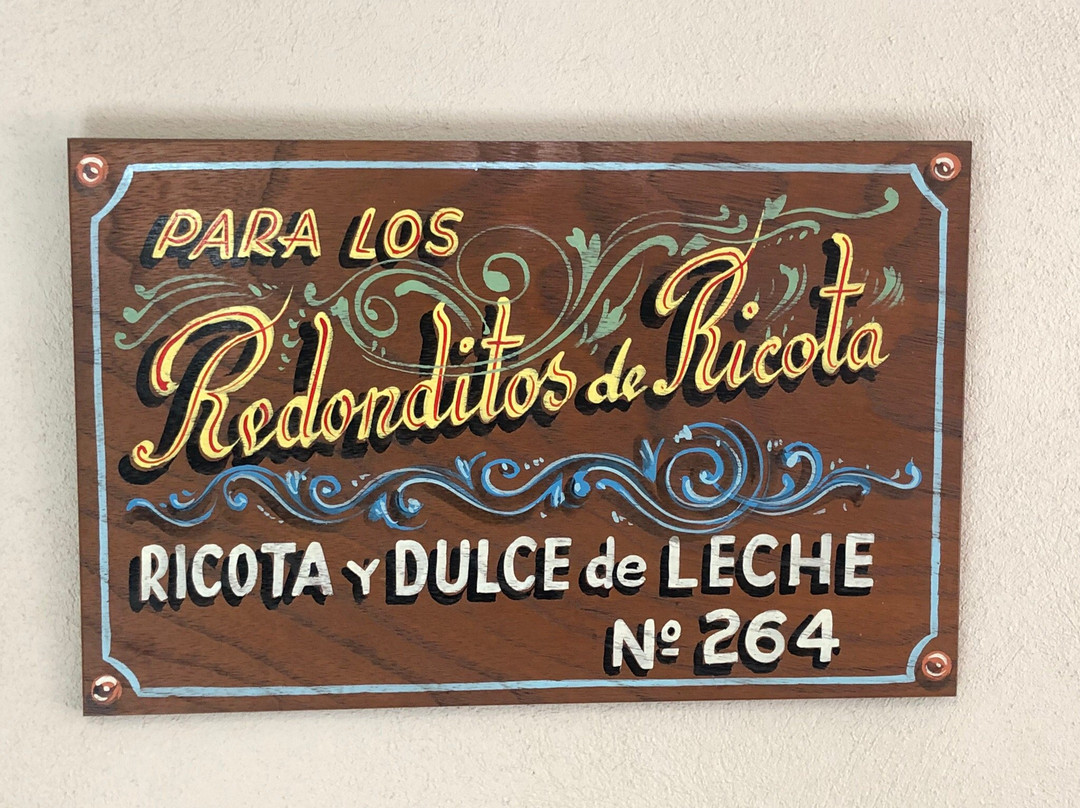 PARA LOS
Redonditos de Ricota
RICOTA Y DULCE de LECHE
Nº 264